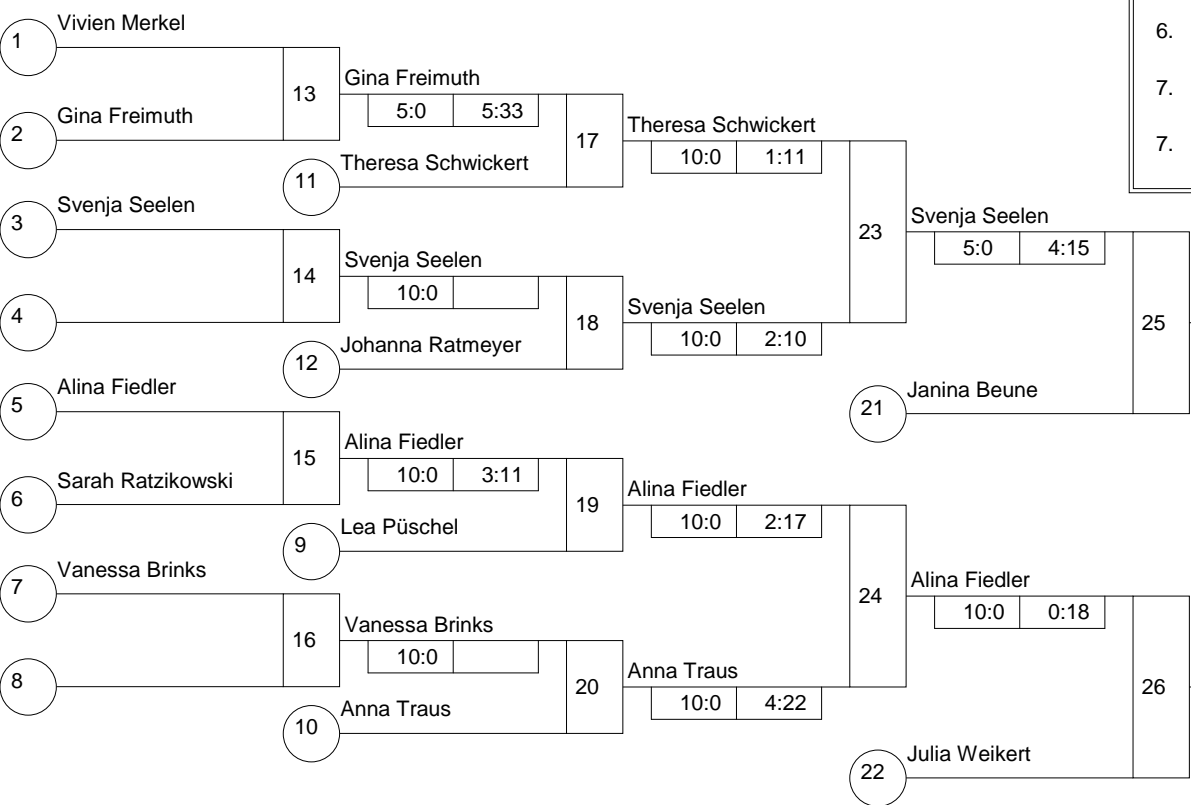 Vivien Merkel
6.
1
Gina Freimuth
7.
13
5:0 5:33
Gina Freimuth
Theresa Schwickert
2
17
7.
10:0 1:11
Theresa Schwickert
11
Svenja Seelen
Svenja Seelen
3
23
5:0 4:15
Svenja Seelen
14
10:0
Svenja Seelen
4
18
25
10:0 2:10
Johanna Ratmeyer
12
Alina Fiedler
Janina Beune
5
21
Alina Fiedler
15
10:0 3:11
Sarah Ratzikowski
Alina Fiedler
6
19
10:0 2:17
Lea Püschel
9
Vanessa Brinks
Alina Fiedler
7
24
10:0 0:18
Vanessa Brinks
16
10:0
Anna Traus
8
20
26
10:0 4:22
Anna Traus
10
Julia Weikert
22